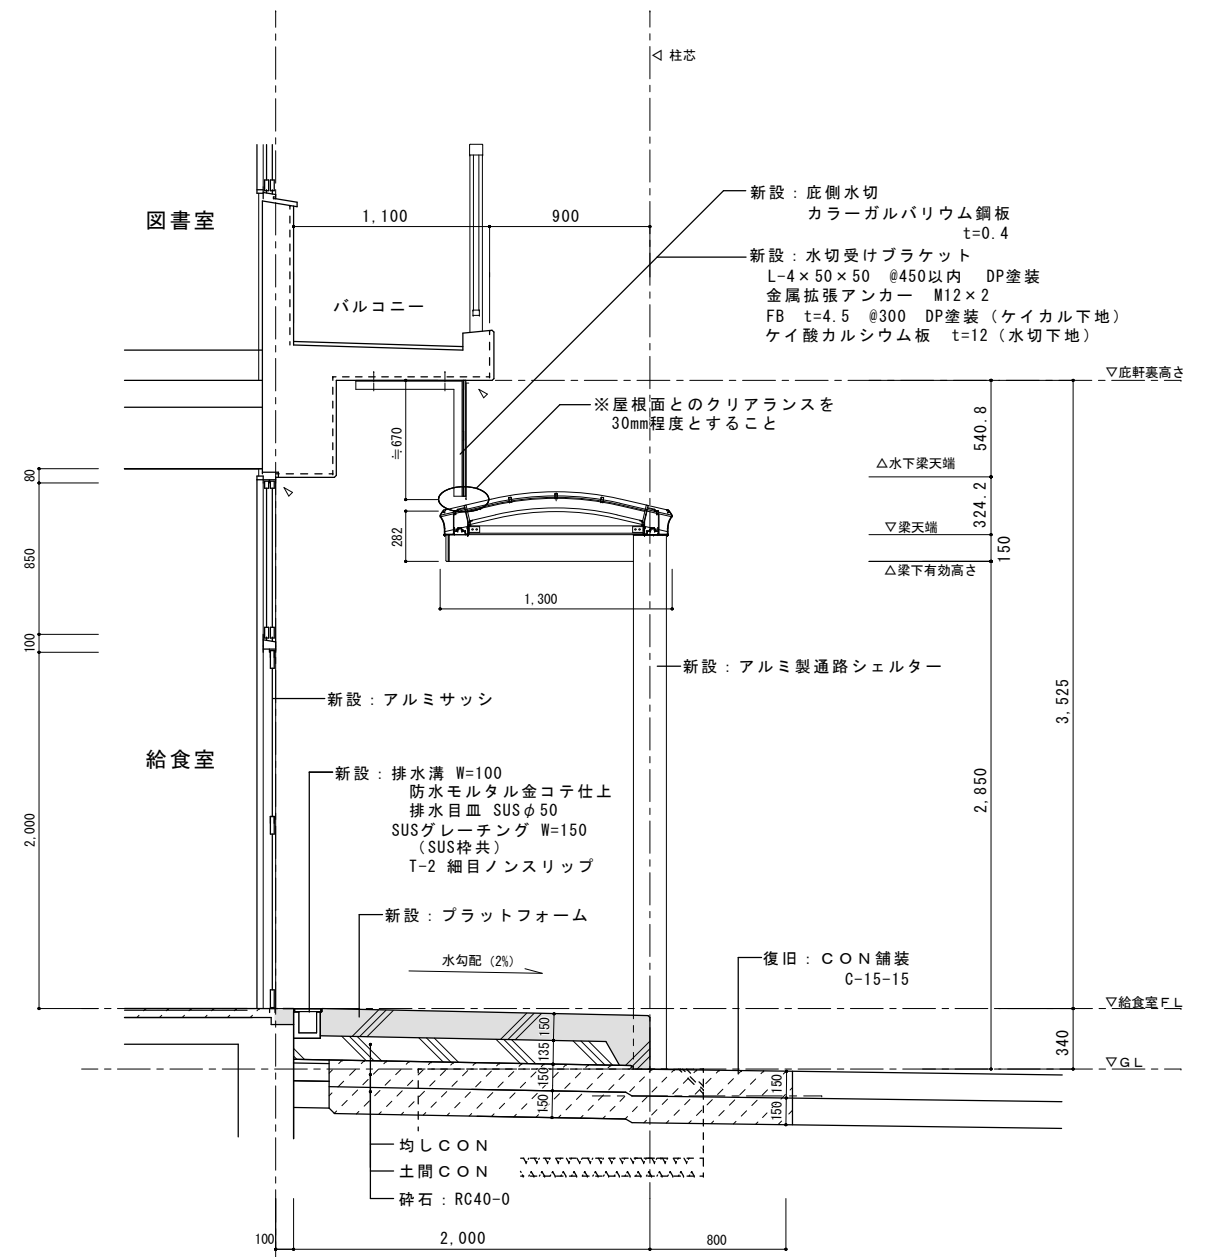 ◁ 柱芯
新設：庇側水切
カラーガルバリウム鋼板
t=0.4
図書室
1,100
900
新設：水切受けブラケット
L-4×50×50 @450以内 DP塗装
金属拡張アンカー M12×2
FB t=4.5 @300 DP塗装（ケイカル下地）
ケイ酸カルシウム板 t=12（水切下地）
バルコニー
▽庇軒裏高さ
※屋根面とのクリアランスを
30mm程度とすること
540.8
≒670
△水下梁天端
80
324.2
▽梁天端
282
150
850
△梁下有効高さ
1,300
100
新設：アルミ製通路シェルター
新設：アルミサッシ
3,525
給食室
新設：排水溝 W=100
防水モルタル金コテ仕上
排水目皿 SUSφ50
SUSグレーチング W=150
（SUS枠共）
T-2 細目ノンスリップ
2,850
2,000
新設：プラットフォーム
水勾配（2%）
復旧：ＣＯＮ舗装
C-15-15
▽給食室ＦＬ
150
135
340
▽ＧＬ
150
150
150
150
均しＣＯＮ
土間ＣＯＮ
砕石：RC40-0
100
2,000
800